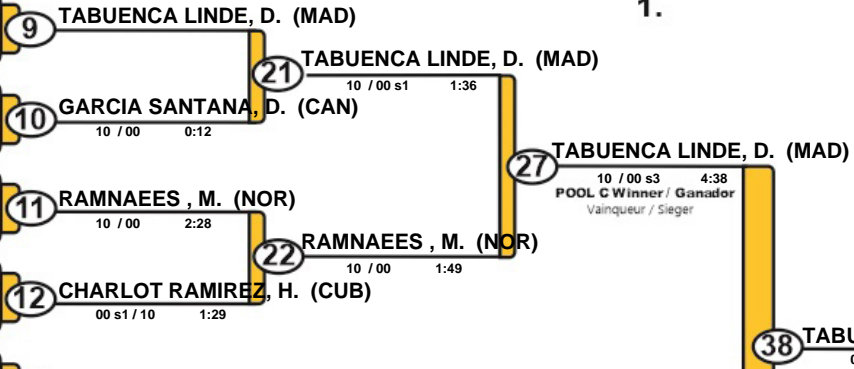 1.
9
TABUENCA LINDE, D. (MAD)
21
TABUENCA LINDE, D. (MAD)
10 / 00 s1 1:36
10
GARCIA SANTANA, D. (CAN)
10 / 00 0:12
27
TABUENCA LINDE, D. (MAD)
10 / 00 s3 4:38
POOL C Winner / Ganador
Vainqueur / Sieger
11
RAMNAEES , M. (NOR)
10 / 00 2:28
22
RAMNAEES , M. (NOR)
10 / 00 1:49
12
CHARLOT RAMIREZ, H. (CUB)
00 s1 / 10 1:29
38